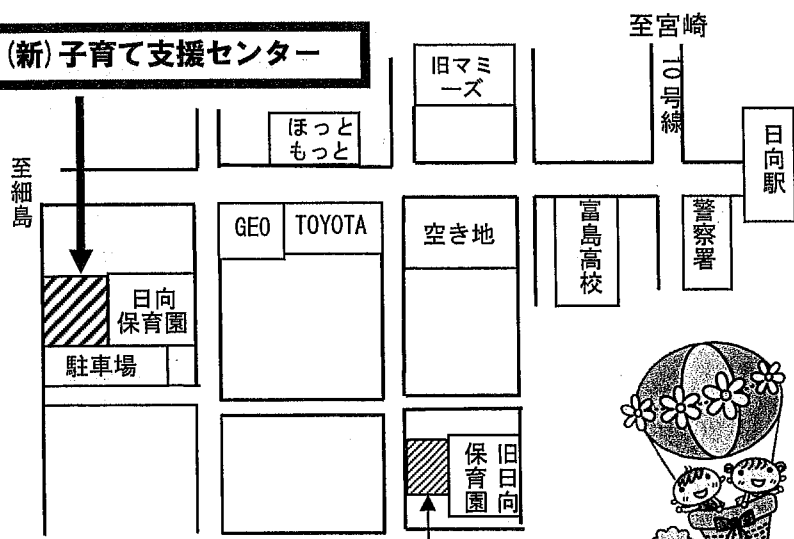 (新)子育て支援センター
至宮崎
10号線
旧マミ
ーズ
ほっと
もっと
日向駅
至細島
GEO
TOYOTA
空き地
富島高校
警察署
日向
保育園
駐車場
旧日向
保育園